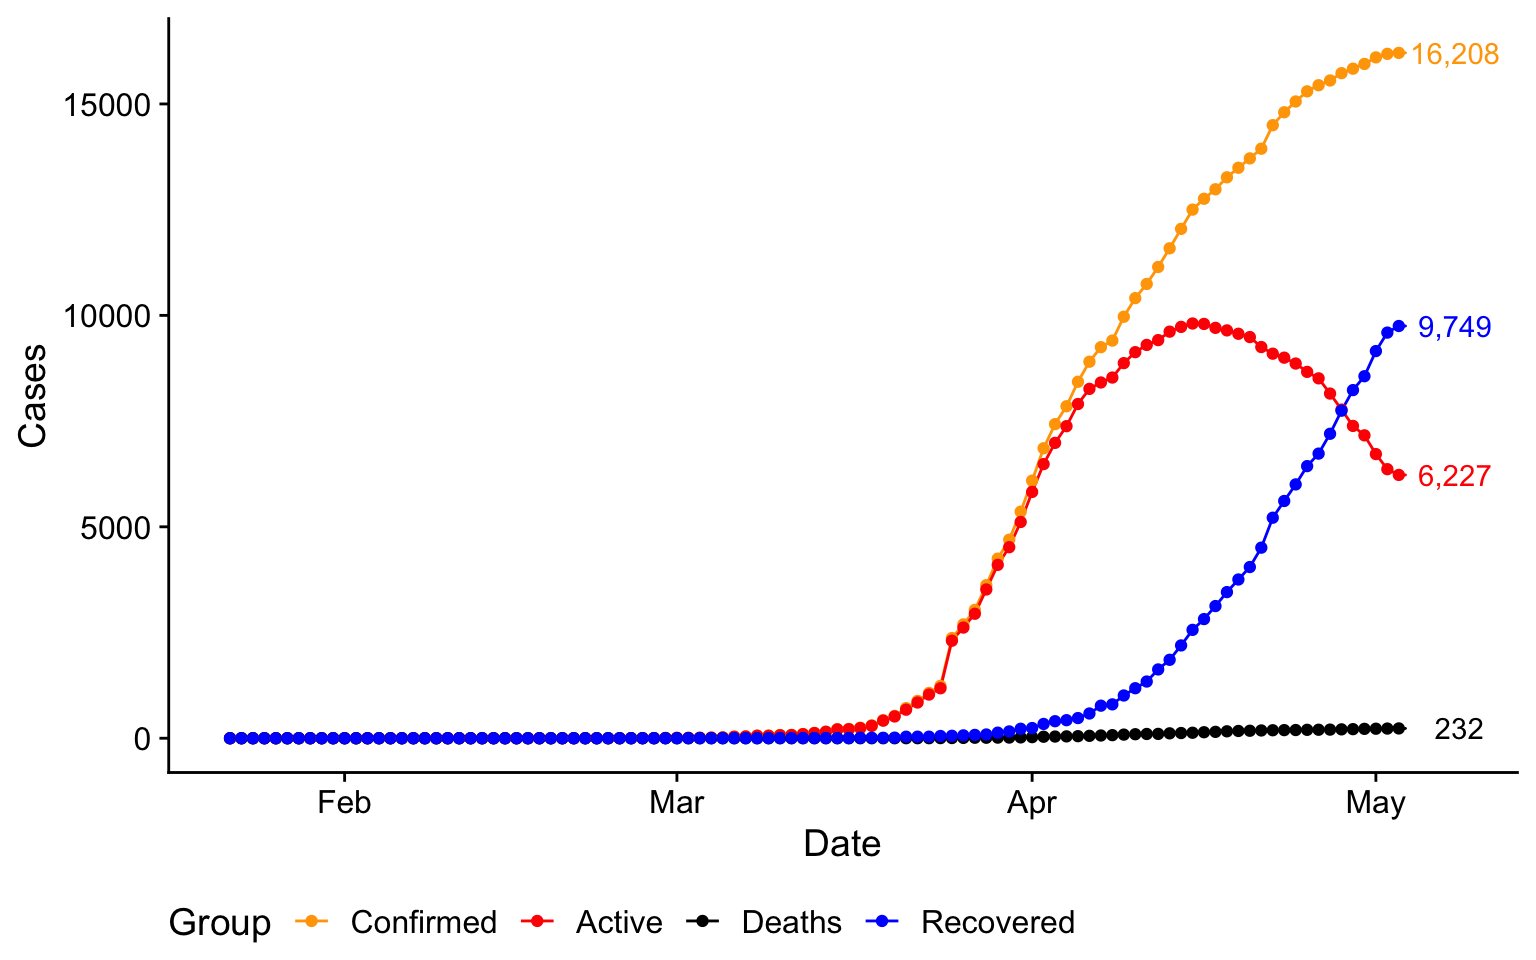 16,208
15000
10000
9,749
Cases
6,227
5000
232
0
Feb Mar Apr May
Date
Group Confirmed Active Deaths Recovered